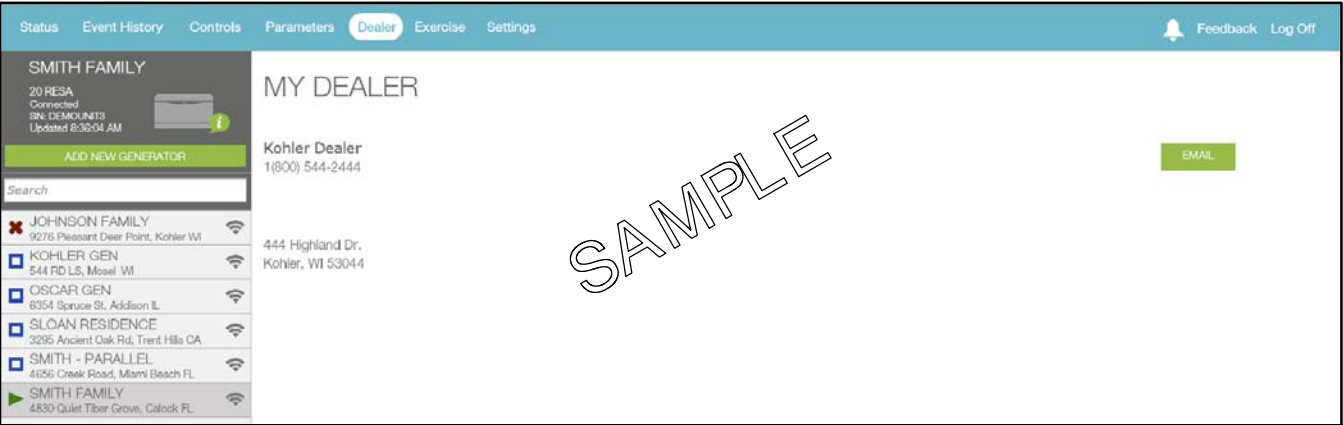 Status Event History Controls Parameters Dealer Exercise Settings Feedback Log Off
SMITH FAMILY
20 RESA
Connected
SN: DEMOUNIT3
Updated 8:36:04 AM
i
ADD NEW GENERATOR
Search
JOHNSON FAMILY
9276 Pleasant Deer Point, Kohler WI
KOHLER GEN
544 RD LS, Mosel WI
OSCAR GEN
6354 Spruce St, Addison IL
SLOAN RESIDENCE
3295 Ancient Oak Rd, Trent Hills CA
SMITH - PARALLEL
4656 Creek Road, Miami Beach FL
SMITH FAMILY
4830 Quiet Tiber Grove, Calock FL
MY DEALER
Kohler Dealer
1(800) 544-2444
EMAIL
444 Highland Dr.
Kohler, WI 53044
SAMPLE